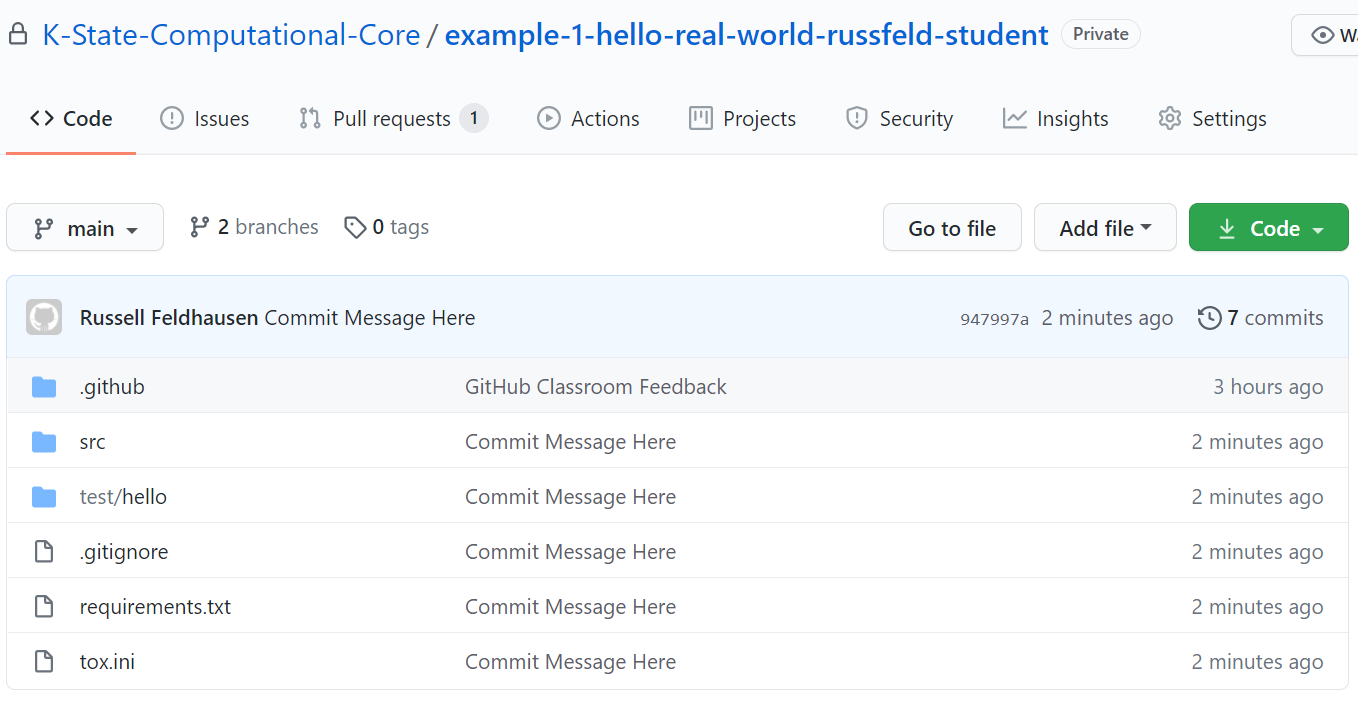 K-State-Computational-Core / example-1-hello-real-world-russfeld-student Private
Code Issues Pull requests 1 Actions Projects Security Insights Settings
main 2 branches 0 tags Go to file Add file Code
Russell Feldhausen Commit Message Here 947997a 2 minutes ago 7 commits
.github GitHub Classroom Feedback 3 hours ago
src Commit Message Here 2 minutes ago
test/hello Commit Message Here 2 minutes ago
.gitignore Commit Message Here 2 minutes ago
requirements.txt Commit Message Here 2 minutes ago
tox.ini Commit Message Here 2 minutes ago